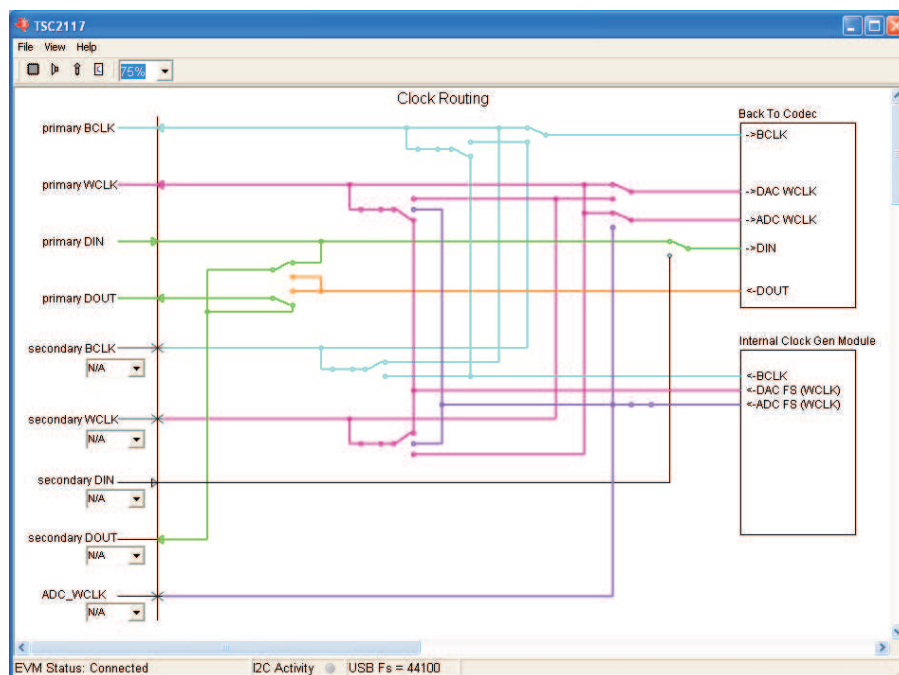 TSC2117
File View Help
75%
Clock Routing
primary BCLK
primary WCLK
primary DIN
primary DOUT
secondary BCLK
N/A
secondary WCLK
N/A
secondary DIN
N/A
secondary DOUT
N/A
ADC_WCLK
N/A
Back To Codec
->BCLK
->DAC WCLK
->ADC WCLK
->DIN
<-DOUT
Internal Clock Gen Module
<-BCLK
<-DAC FS (WCLK)
<-ADC FS (WCLK)
EVM Status: Connected
I2C Activity
USB Fs = 44100